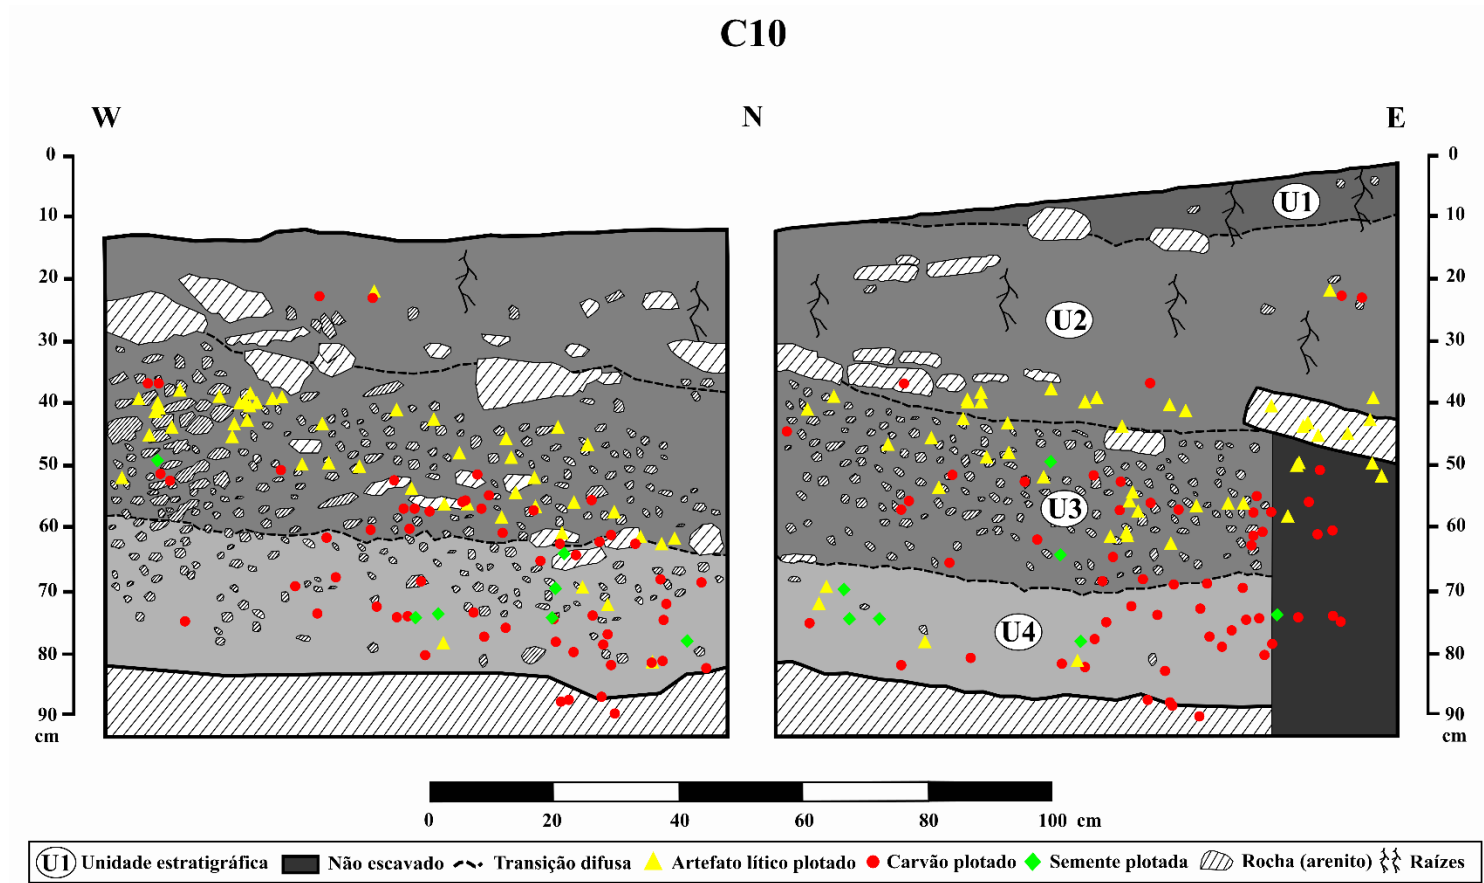 C10
W
N
E
0
10
20
30
40
50
60
70
80
90
cm
0
10
20
30
40
50
60
70
80
90
cm
U1
U2
U3
U4
0 20 40 60 80 100 cm
U1 Unidade estratigráfica Não escavado Transição difusa Artefato lítico plotado Carvão plotado Semente plotada Rocha (arenito) Raízes